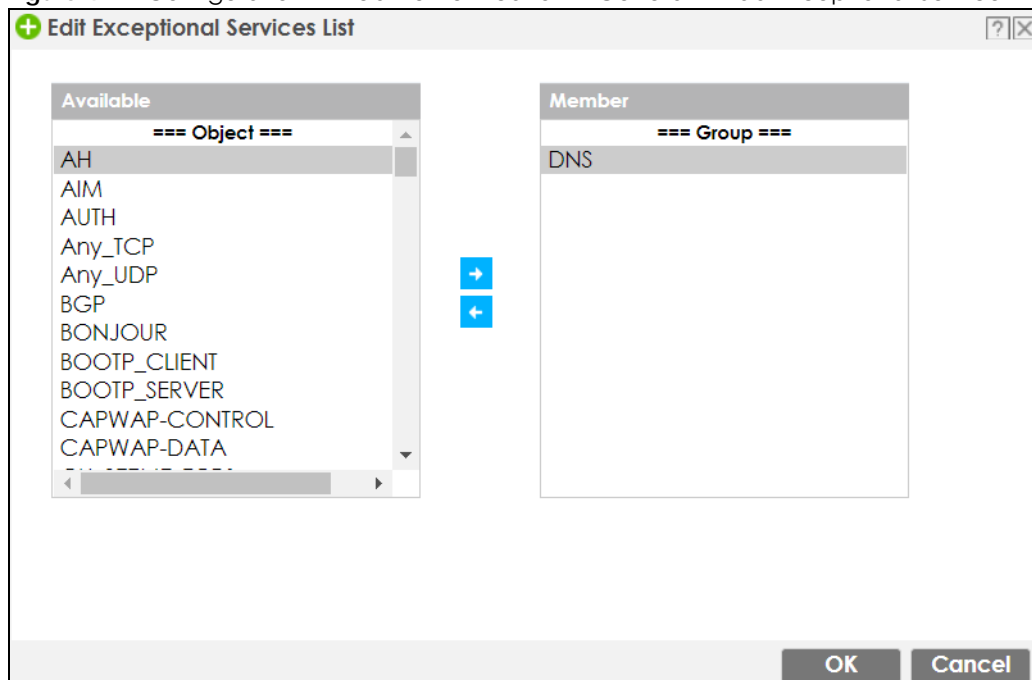 Edit Exceptional Services List
Available
=== Object ===
AH
AIM
AUTH
Any_TCP
Any_UDP
BGP
BONJOUR
BOOTP_CLIENT
BOOTP_SERVER
CAPWAP-CONTROL
CAPWAP-DATA
Member
=== Group ===
DNS
OK
Cancel